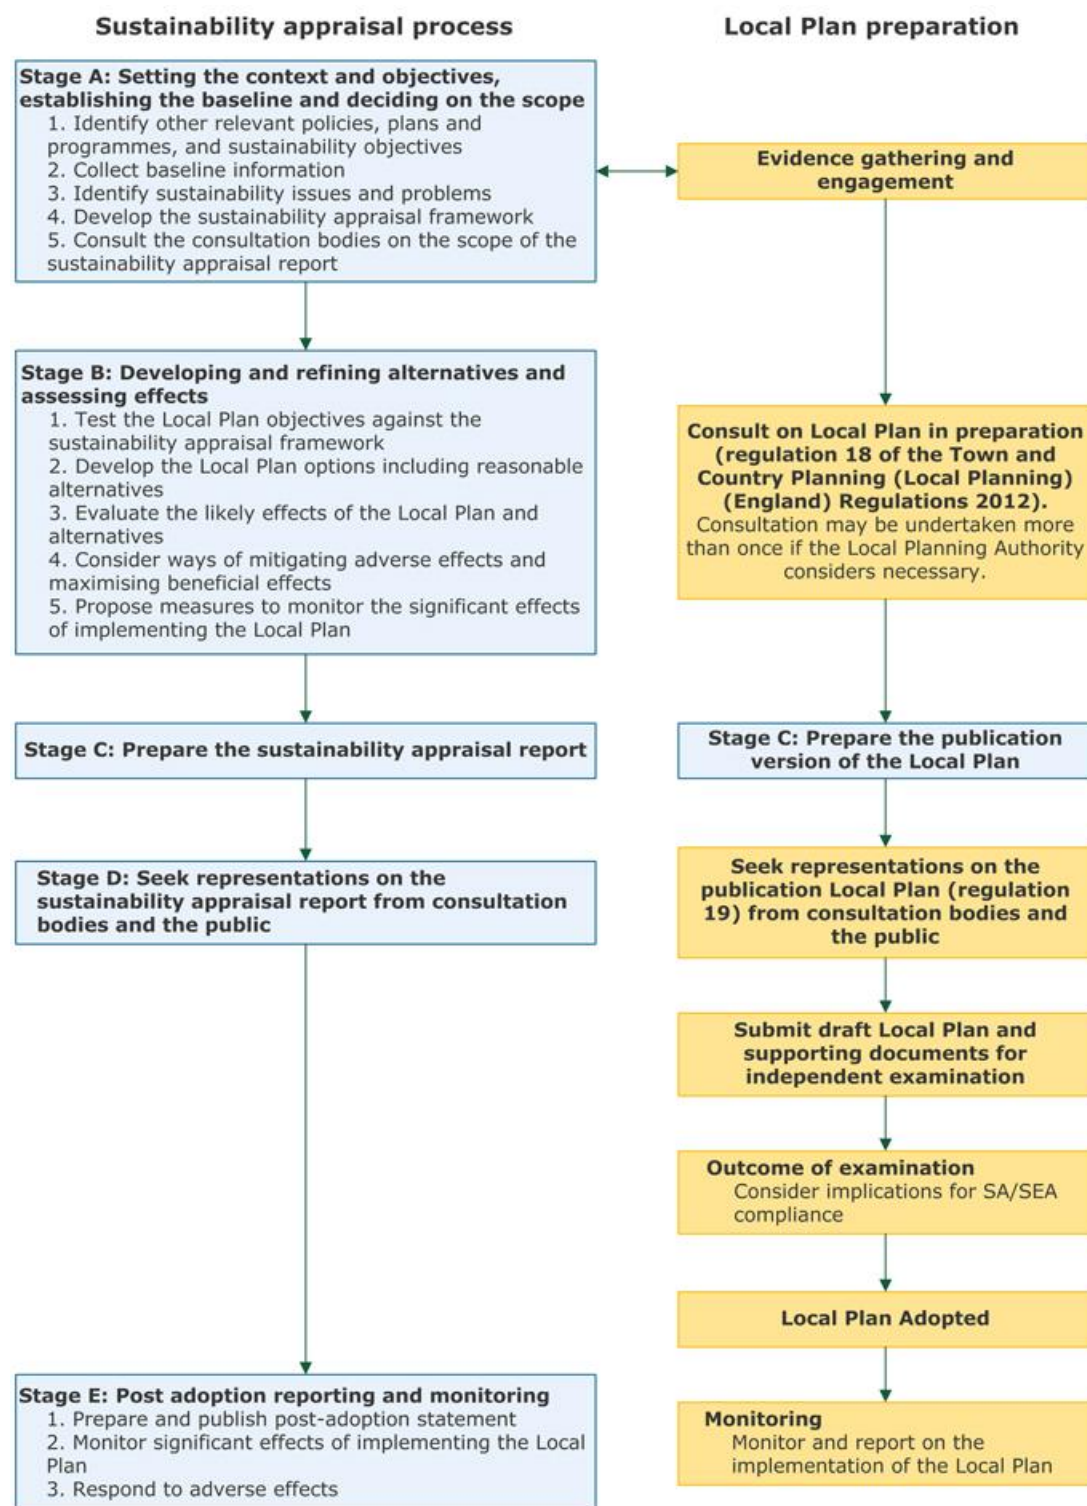 Sustainability appraisal process
Local Plan preparation
Stage A: Setting the context and objectives,
establishing the baseline and deciding on the scope
1. Identify other relevant policies, plans and
programmes, and sustainability objectives
2. Collect baseline information
3. Identify sustainability issues and problems
4. Develop the sustainability appraisal framework
5. Consult the consultation bodies on the scope of the
sustainability appraisal report
Evidence gathering and
engagement
Stage B: Developing and refining alternatives and
assessing effects
1. Test the Local Plan objectives against the
sustainability appraisal framework
2. Develop the Local Plan options including reasonable
alternatives
3. Evaluate the likely effects of the Local Plan and
alternatives
4. Consider ways of mitigating adverse effects and
maximising beneficial effects
5. Propose measures to monitor the significant effects
of implementing the Local Plan
Consult on Local Plan in preparation
(regulation 18 of the Town and
Country Planning (Local Planning)
(England) Regulations 2012).
Consultation may be undertaken more
than once if the Local Planning Authority
considers necessary.
Stage C: Prepare the sustainability appraisal report
Stage C: Prepare the publication
version of the Local Plan
Stage D: Seek representations on the
sustainability appraisal report from consultation
bodies and the public
Seek representations on the
publication Local Plan (regulation
19) from consultation bodies and
the public
Submit draft Local Plan and
supporting documents for
independent examination
Outcome of examination
Consider implications for SA/SEA
compliance
Local Plan Adopted
Stage E: Post adoption reporting and monitoring
1. Prepare and publish post-adoption statement
2. Monitor significant effects of implementing the Local
Plan
3. Respond to adverse effects
Monitoring
Monitor and report on the
implementation of the Local Plan